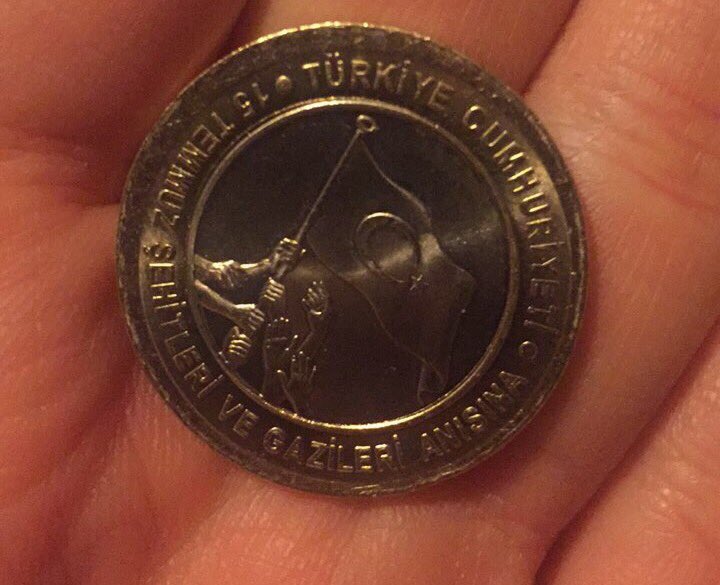 TÜRKİYE CUMHURİYETİ
15 TEMMUZ ŞEHİTLERİ VE GAZİLERİ ANISINA